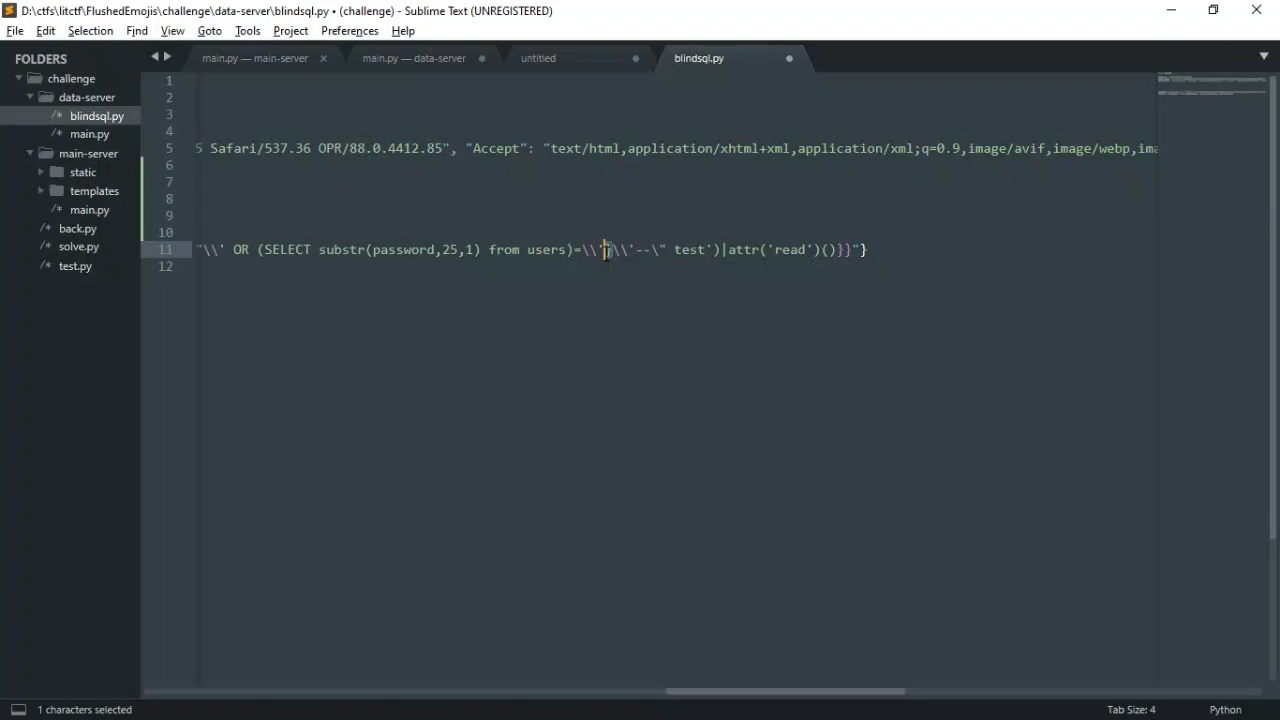 D:\ctfs\litctf\FlushedEmojis\challenge\data-server\blindsql.py • (challenge) - Sublime Text (UNREGISTERED)
File Edit Selection Find View Goto Tools Project Preferences Help
FOLDERS
main.py — main-server
main.py — data-server
untitled
blindsql.py
challenge
data-server
/* blindsql.py
/* main.py
main-server
static
templates
/* main.py
/* back.py
/* solve.py
/* test.py
1
2
3
4
5 5 Safari/537.36 OPR/88.0.4412.85", "Accept": "text/html,application/xhtml+xml,application/xml;q=0.9,image/avif,image/webp,ima
6
7
8
9
10
11 "\\' OR (SELECT substr(password,25,1) from users)=\\'}\\'--\" test')|attr('read')()}}"}
12
1 characters selected
Tab Size: 4
Python